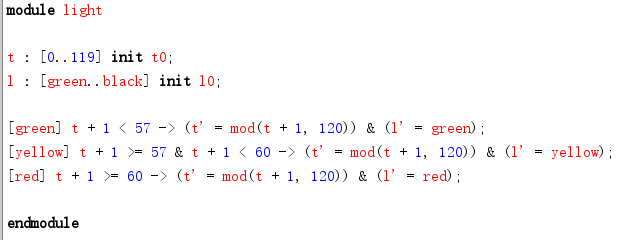 module light
t : [0..119] init t0;
l : [green..black] init l0;
[green] t + 1 < 57 -> (t' = mod(t + 1, 120)) & (l' = green);
[yellow] t + 1 >= 57 & t + 1 < 60 -> (t' = mod(t + 1, 120)) & (l' = yellow);
[red] t + 1 >= 60 -> (t' = mod(t + 1, 120)) & (l' = red);
endmodule